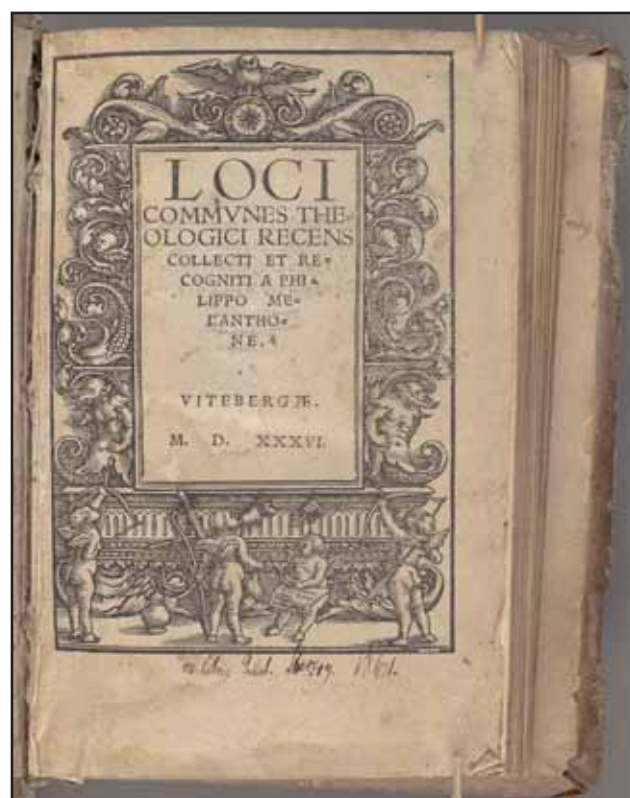 LOCI
COMMVNES THE-
OLOGICI RECENS
COLLECTI ET RE-
COGNITI A PHI-
LIPPO ME-
LANTHO-
NE.
VITEBERGÆ.
M. D. XXXVI.